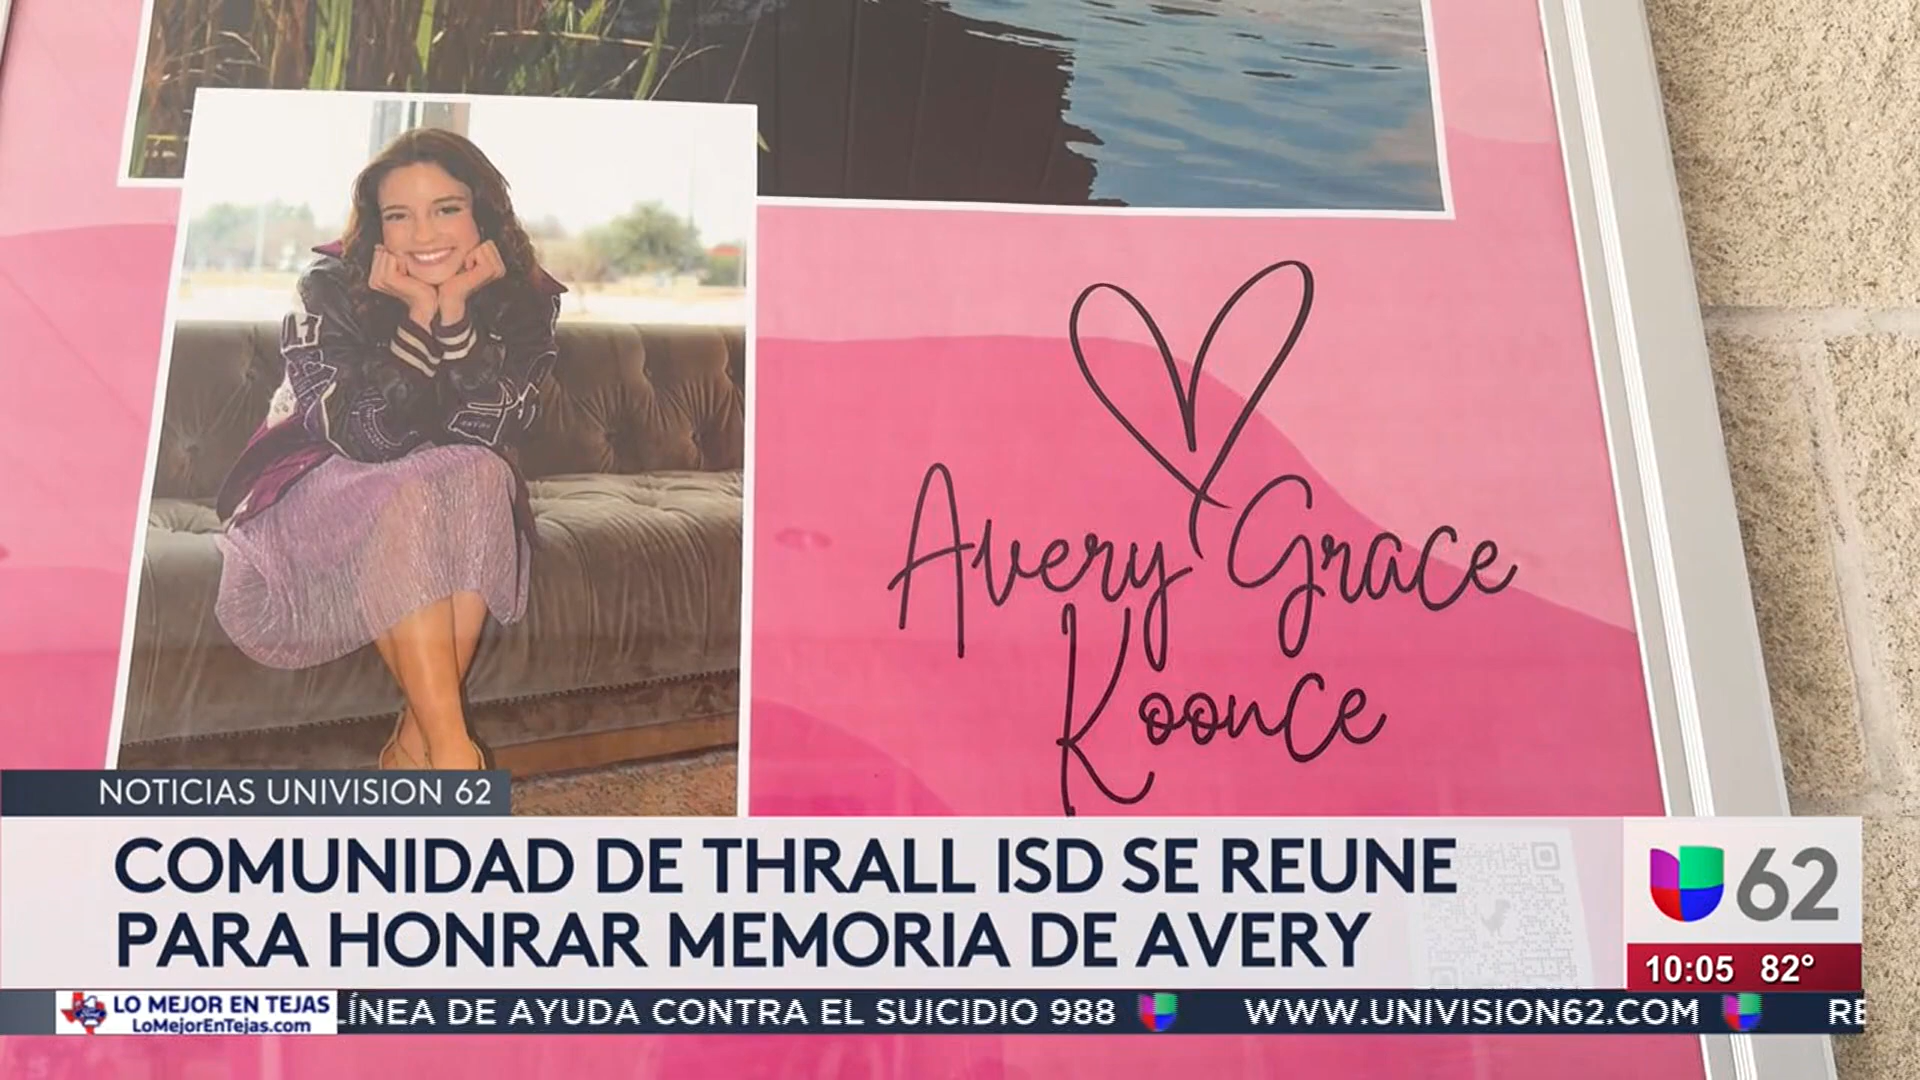 Avery Grace
Koonce
NOTICIAS UNIVISION 62
COMUNIDAD DE THRALL ISD SE REUNE
PARA HONRAR MEMORIA DE AVERY
62
10:05 82°
LO MEJOR EN TEJAS
LoMejorEnTejas.com
LÍNEA DE AYUDA CONTRA EL SUICIDIO 988 WWW.UNIVISION62.COM RE